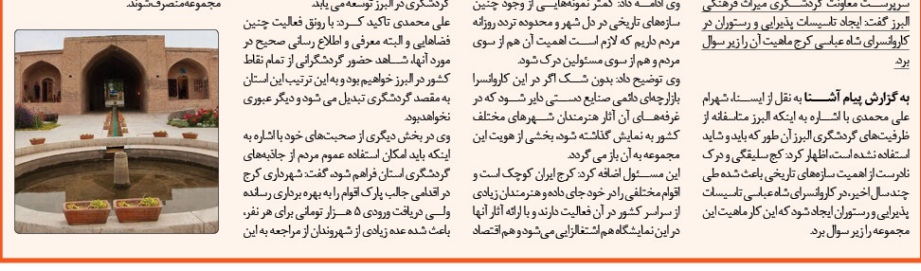 سرپرست معاونت گردشگری میراث فرهنگی
البرز گفت: ایجاد تاسیسات پذیرایی و رستوران در
کاروانسرای شاه عباسی کرج ماهیت آن را زیر سوال
برد.
به گزارش پیام آشنا به نقل از ایسنا، شهرام
علی محمدی با اشاره به اینکه البرز متاسفانه از
ظرفیت‌های گردشگری البرز آن طور که باید و شاید
استفاده نشده است، اظهار کرد: کج سلیقگی و درک
نادرست از اهمیت سازه‌های تاریخی باعث شده طی
چند سال اخیر، در کاروانسرای شاه عباسی تاسیسات
پذیرایی و رستوران ایجاد شود که این کار ماهیت این
مجموعه را زیر سوال برد.
وی ادامه داد: کمتر نمونه‌هایی از وجود چنین
سازه‌های تاریخی در دل شهر و محدوده تردد روزانه
مردم داریم که لازم است اهمیت آن هم از سوی
مردم و هم از سوی مسئولین درک شود.
وی توضیح داد: بدون شک اگر در این کاروانسرا
بازارچه‌ای دائمی صنایع دستی دایر شود که در
غرفه‌های آن آثار هنرمندان شهرهای مختلف
کشور به نمایش گذاشته شود، بخشی از هویت این
مجموعه به آن باز می گردد.
این مسئول اضافه کرد: کرج ایران کوچک است و
اقوام مختلفی را در خود جای داده و هنرمندان زیادی
از سراسر کشور در آن فعالیت دارند و با ارائه آثار آنها
در این نمایشگاه هم اشتغالزایی می‌شود و هم اقتصاد
گردشگری در البرز توسعه می یابد.
علی محمدی تاکید کرد: با رونق فعالیت چنین
فضاهایی و البته معرفی و اطلاع رسانی صحیح در
مورد آنها، شاهد حضور گردشگرانی از تمام نقاط
کشور در البرز خواهیم بود و به این ترتیب این استان
به مقصد گردشگری تبدیل می شود و دیگر عبوری
نخواهد بود.
وی در بخش دیگری از صحبت‌های خود با اشاره به
اینکه باید امکان استفاده عموم مردم از جاذبه‌های
گردشگری استان فراهم شود، گفت: شهرداری کرج
در اقدامی جالب پارک اقوام را به بهره برداری رسانده
ولی دریافت ورودی ۵ هزار تومانی برای هر نفر،
باعث شده عده زیادی از شهروندان از مراجعه به این
مجموعه منصرف شوند.